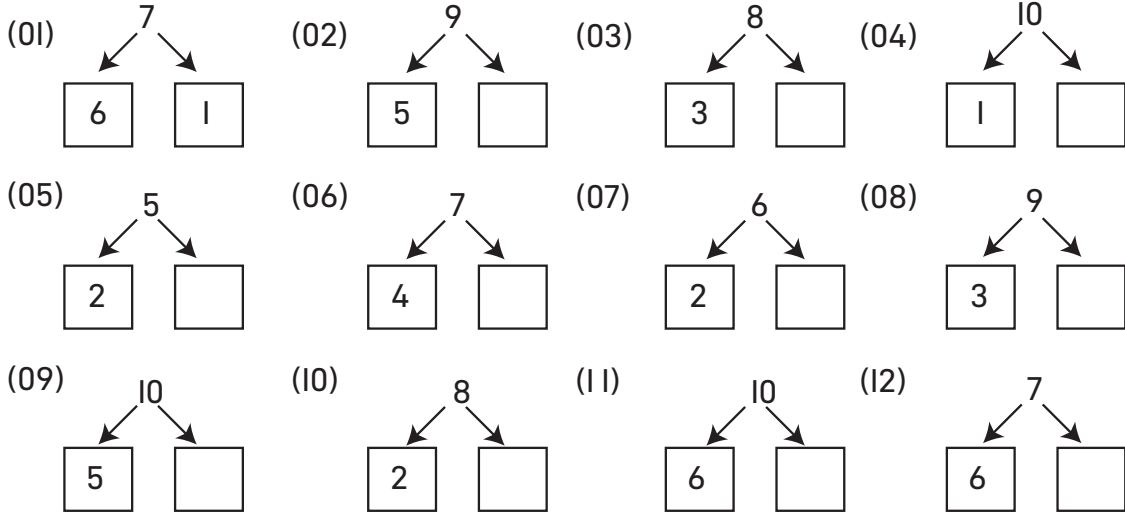 (01) 7 (02) 9 (03) 8 (04) 10
6 1 5 3 1
(05) 5 (06) 7 (07) 6 (08) 9
2 4 2 3
(09) 10 (10) 8 (11) 10 (12) 7
5 2 6 6